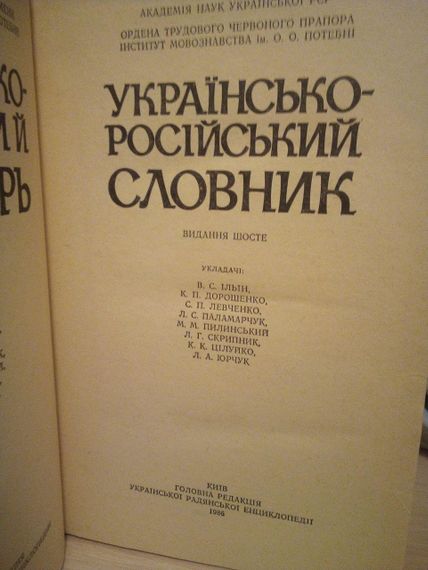 АКАДЕМІЯ НАУК УКРАЇНСЬКОЇ РСР
ОРДЕНА ТРУДОВОГО ЧЕРВОНОГО ПРАПОРА
ІНСТИТУТ МОВОЗНАВСТВА ім. О. О. ПОТЕБНІ
УКРАЇНСЬКО-
РОСІЙСЬКИЙ
СЛОВНИК
ВИДАННЯ ШОСТЕ
УКЛАДАЧІ:
В. С. ІЛЬЇН,
К. П. ДОРОШЕНКО,
С. П. ЛЕВЧЕНКО,
Л. С. ПАЛАМАРЧУК,
М. М. ПИЛИНСЬКИЙ,
Л. Г. СКРИПНИК,
К. К. ЦІЛУЙКО,
Л. А. ЮРЧУК
КИЇВ
ГОЛОВНА РЕДАКЦІЯ
УКРАЇНСЬКОЇ РАДЯНСЬКОЇ ЕНЦИКЛОПЕДІЇ
1986